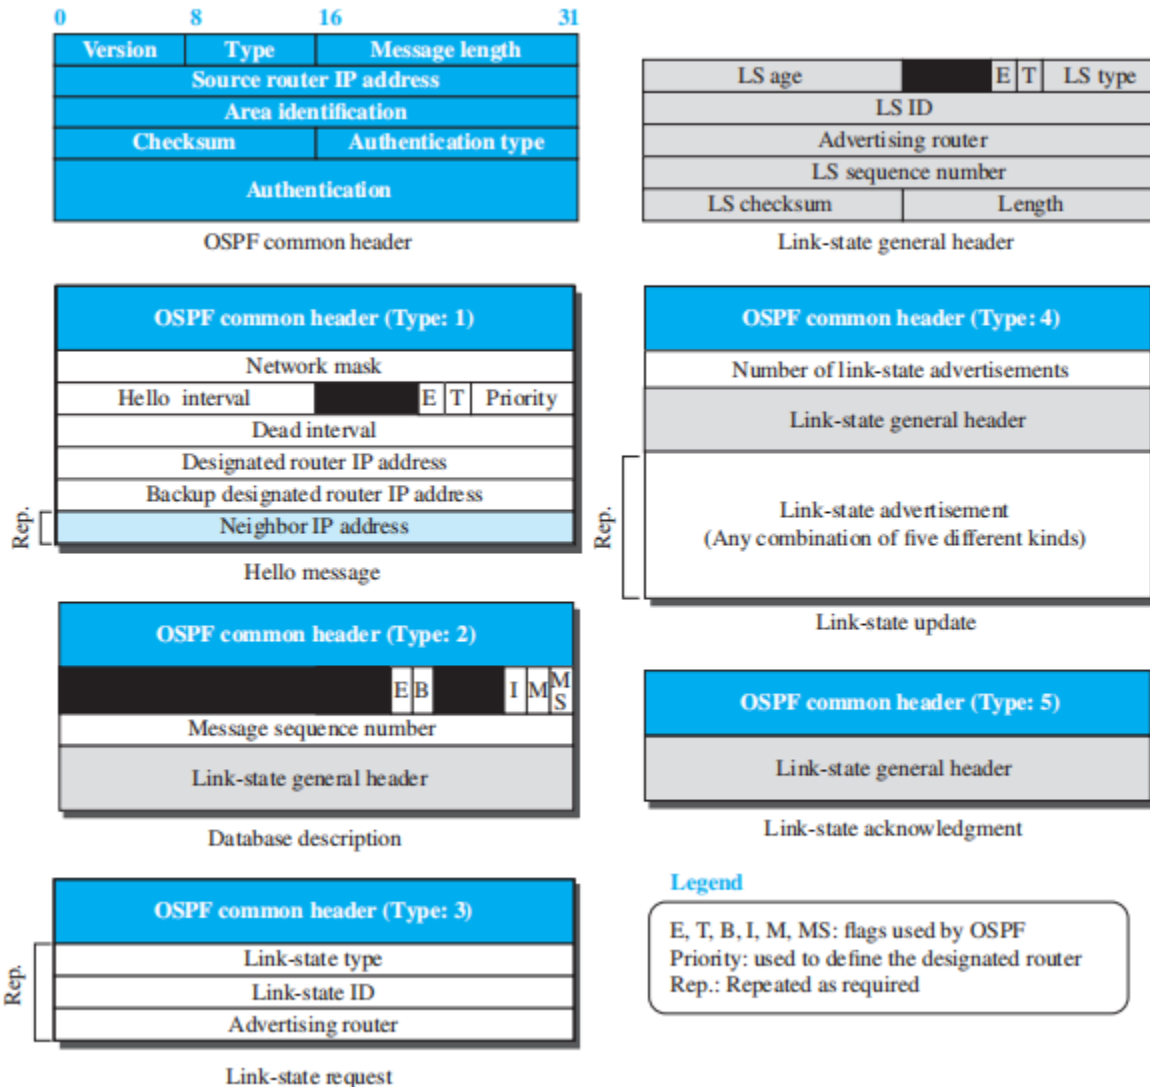 0 8 16 31
Version Type Message length
Source router IP address
Area identification
Checksum Authentication type
Authentication
OSPF common header
LS age E T LS type
LS ID
Advertising router
LS sequence number
LS checksum Length
Link-state general header
OSPF common header (Type: 1)
Network mask
Hello interval E T Priority
Dead interval
Designated router IP address
Backup designated router IP address
Rep.
Neighbor IP address
Hello message
OSPF common header (Type: 4)
Number of link-state advertisements
Link-state general header
Rep.
Link-state advertisement
(Any combination of five different kinds)
Link-state update
OSPF common header (Type: 2)
E B I M M S
Message sequence number
Link-state general header
Database description
OSPF common header (Type: 5)
Link-state general header
Link-state acknowledgment
OSPF common header (Type: 3)
Rep.
Link-state type
Link-state ID
Advertising router
Link-state request
Legend
E, T, B, I, M, MS: flags used by OSPF
Priority: used to define the designated router
Rep.: Repeated as required